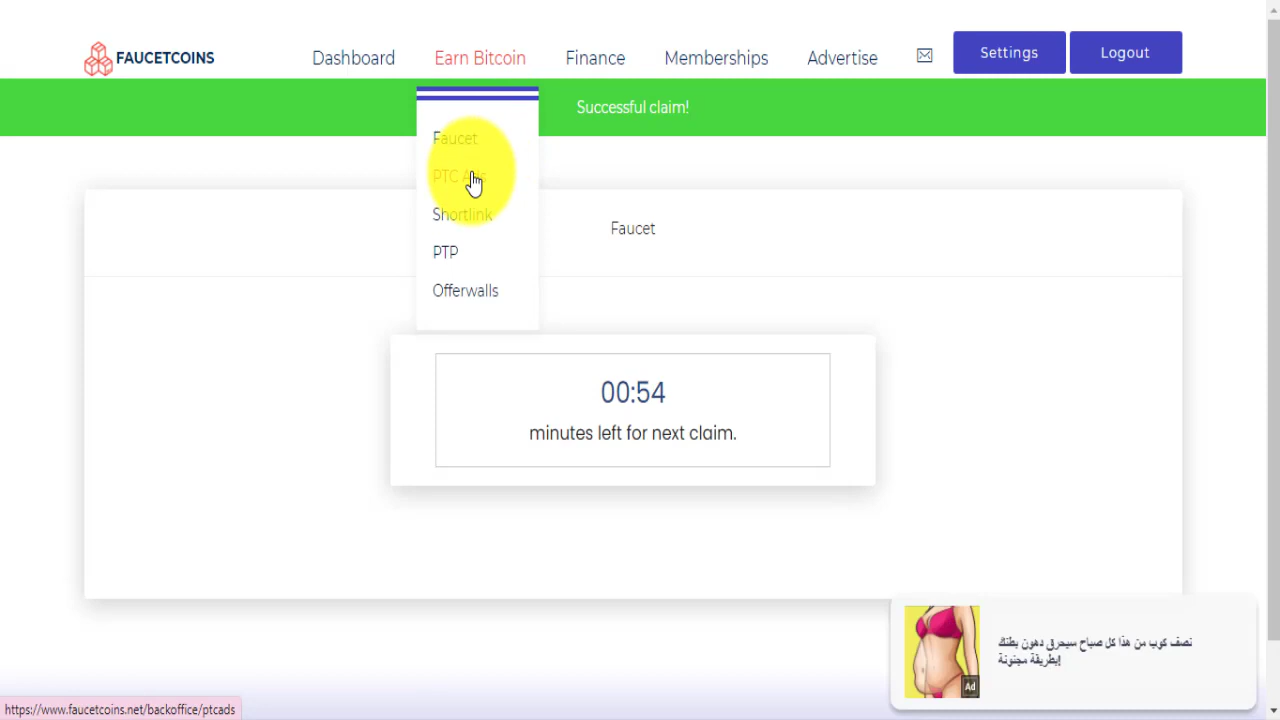 FAUCETCOINS
Dashboard
Earn Bitcoin
Finance
Memberships
Advertise
Settings
Logout
Successful claim!
Faucet
PTC Ads
Shortlink
PTP
Offerwalls
Faucet
00:54
minutes left for next claim.
نصف كوب من هذا كل صباح سيحرق دهون بطنك
بطريقة مجنونة!
Ad
https://www.faucetcoins.net/backoffice/ptcads